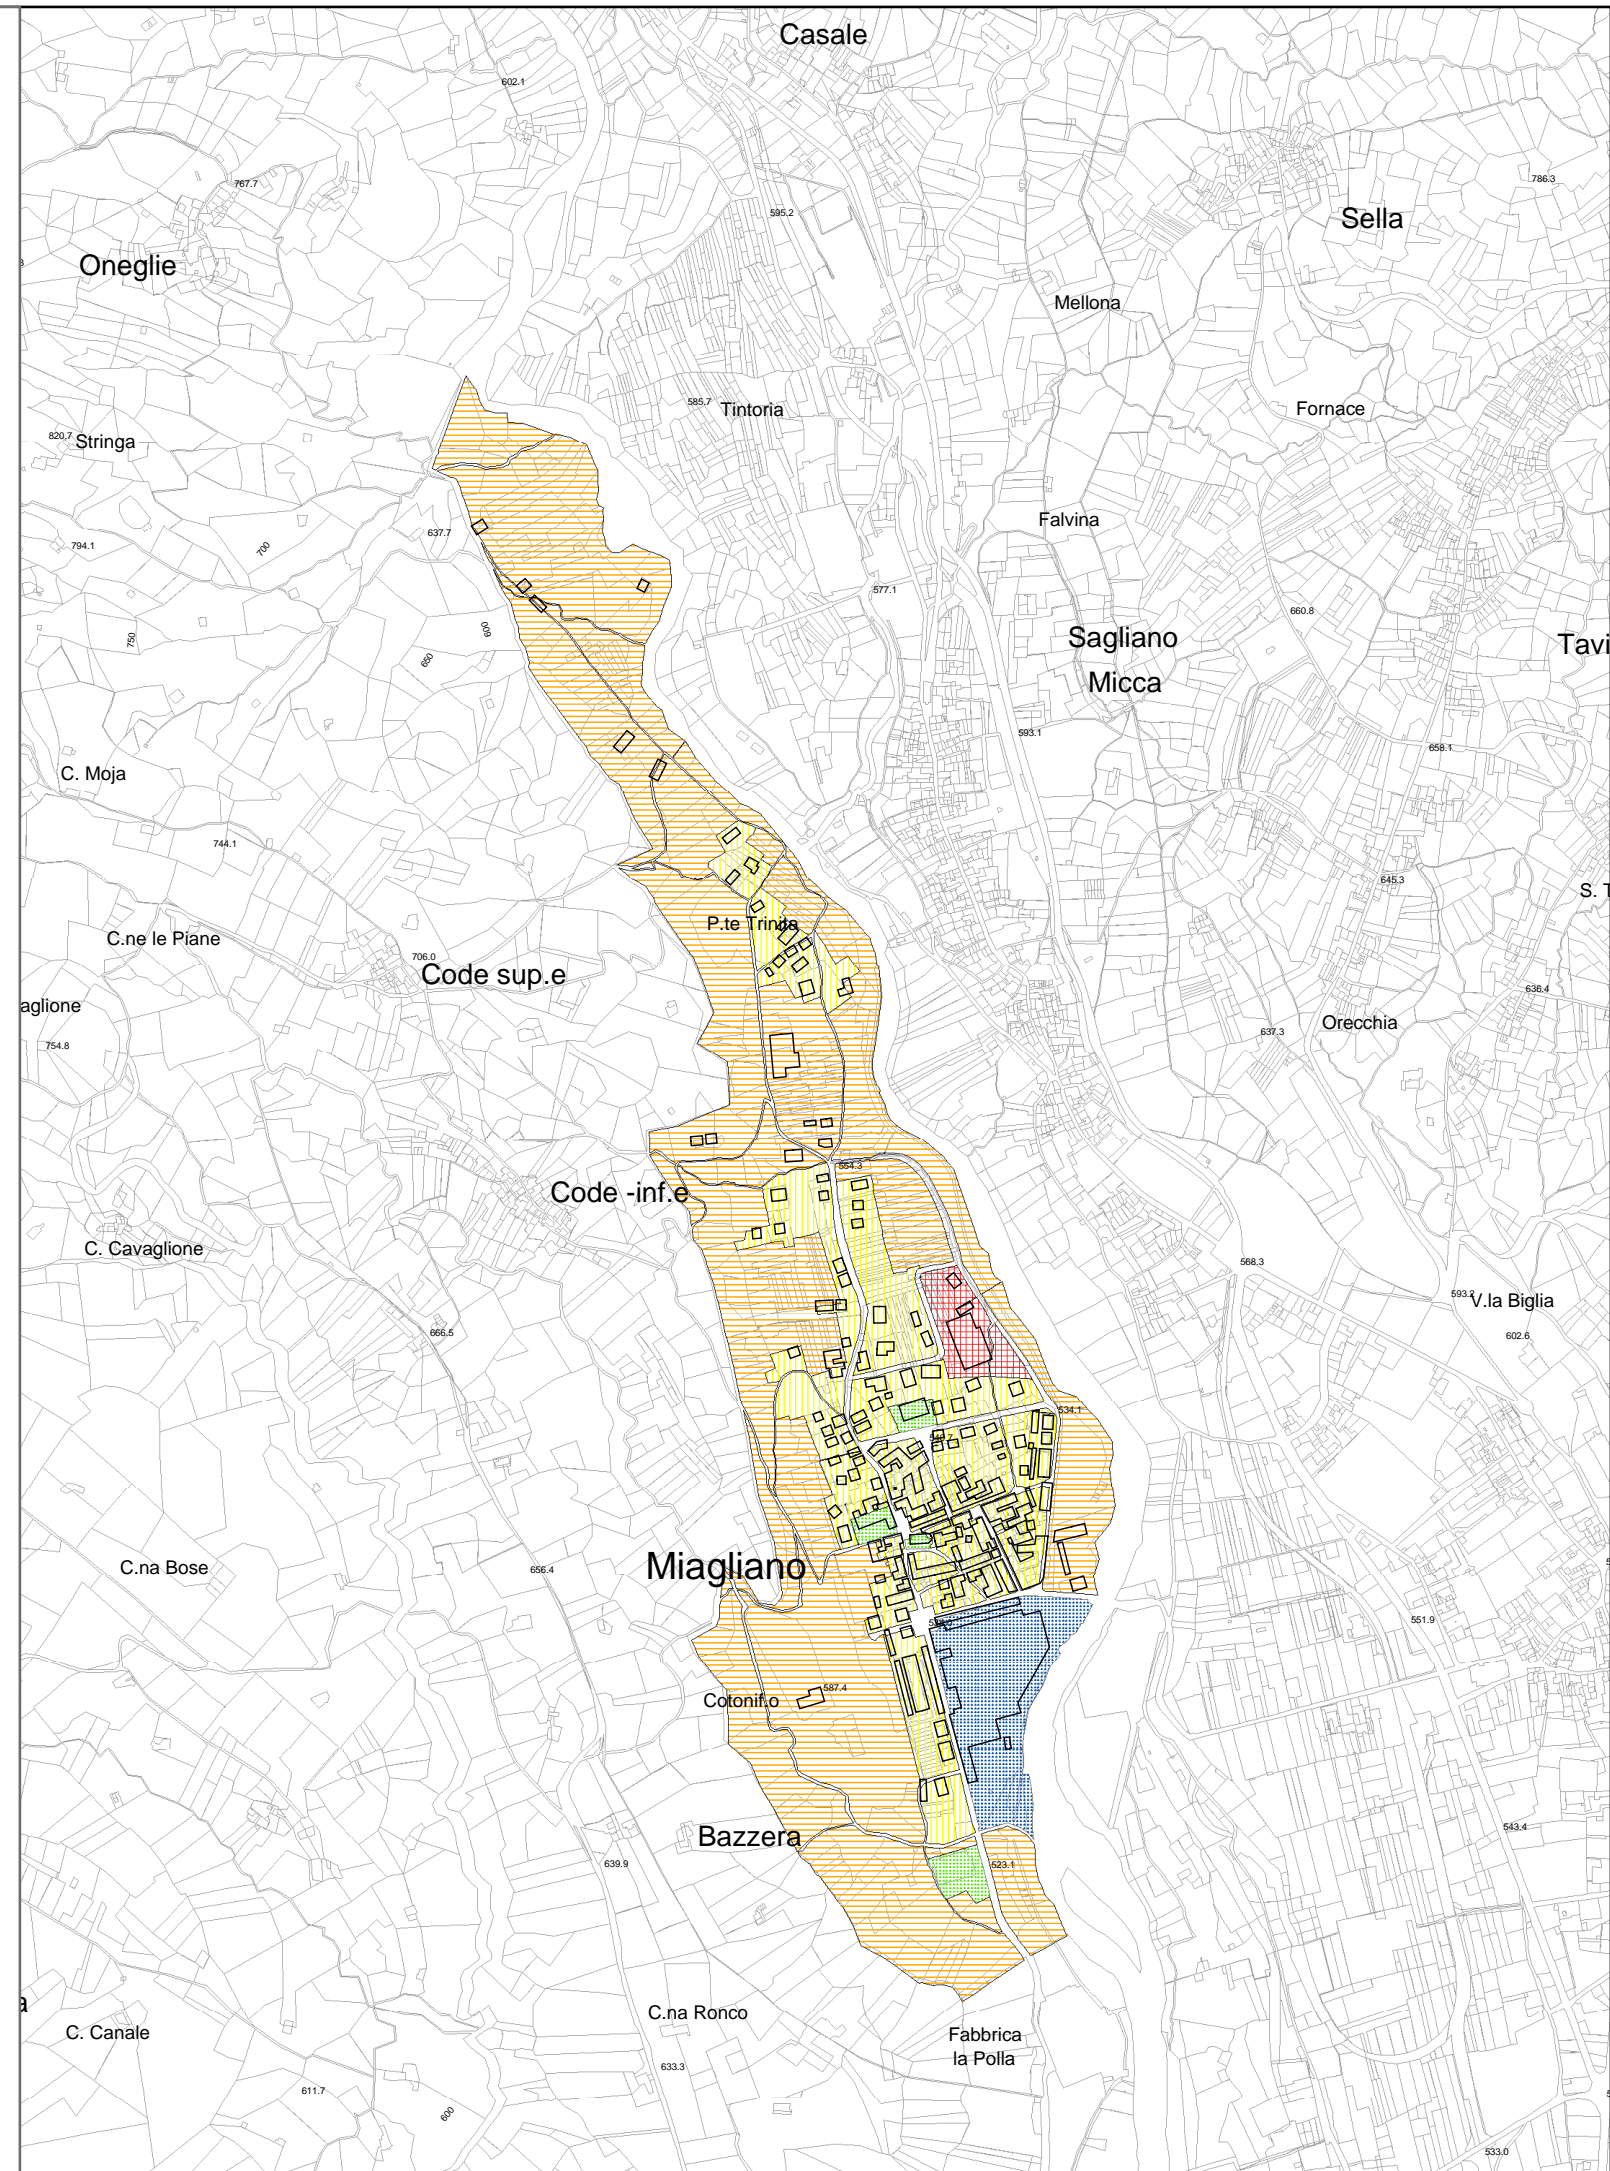 Casale
602.1
767.7
786.3
595.2
Sella
Oneglie
Mellona
585.7
Tintoria
Fornace
820.7
Stringa
Falvina
637.7
794.1
700
577.1
660.8
600
750
Sagliano
Micca
Tavi
650
593.1
658.1
C. Moja
744.1
645.3
S. T
P.te Trinita
C.ne le Piane
706.0
Code sup.e
636.4
aglione
Orecchia
637.3
754.8
554.3
Code -inf.e
C. Cavaglione
568.3
593.2
V.la Biglia
666.5
602.6
534.1
Miagliano
C.na Bose
656.4
551.9
587.4
Cotonif.o
Bazzera
543.4
639.9
523.1
a
C.na Ronco
C. Canale
Fabbrica
la Polla
633.3
611.7
600
533.0